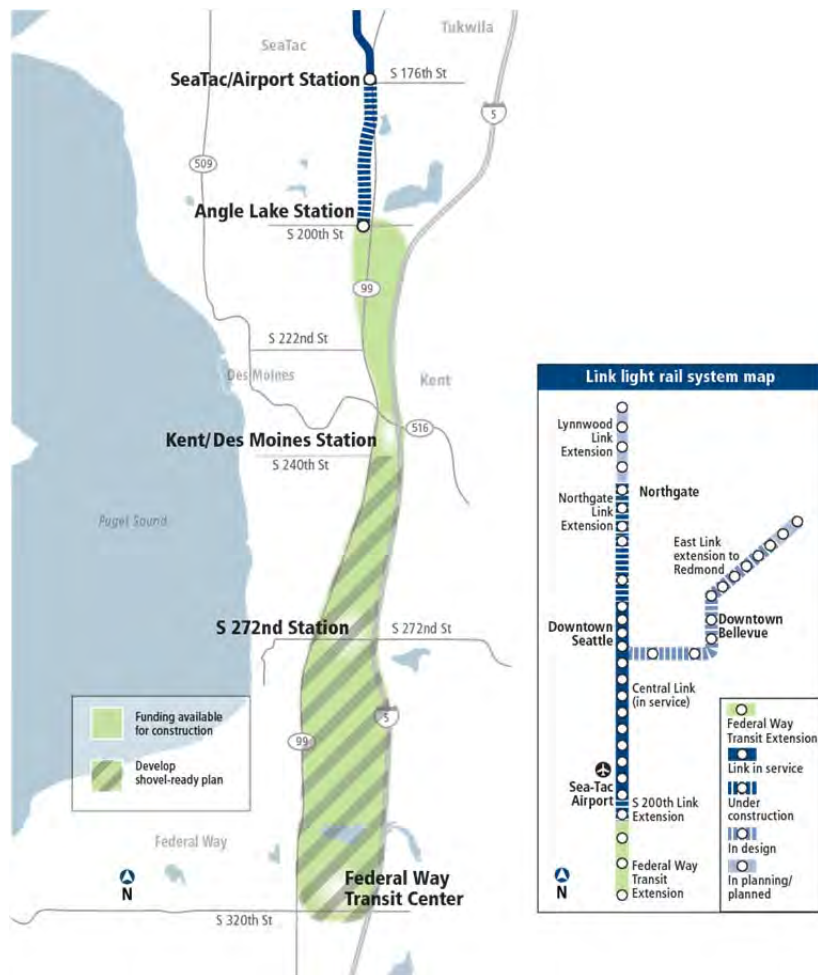 SeaTac
Tukwila
SeaTac/Airport Station
S 176th St
5
509
Angle Lake Station
S 200th St
99
S 222nd St
Des Moines
Kent
516
Kent/Des Moines Station
S 240th St
Puget Sound
S 272nd Station
S 272nd St
Funding available
for construction
Develop
shovel-ready plan
99
5
Federal Way
N
Federal Way
Transit Center
S 320th St
Link light rail system map
Lynnwood
Link
Extension
Northgate
Northgate
Link
Extension
East Link
extension to
Redmond
Downtown
Seattle
Downtown
Bellevue
Central Link
(in service)
Sea-Tac
Airport
S 200th Link
Extension
Federal Way
Transit
Extension
N
Federal Way
Transit Extension
Link in service
Under
construction
In design
In planning/
planned